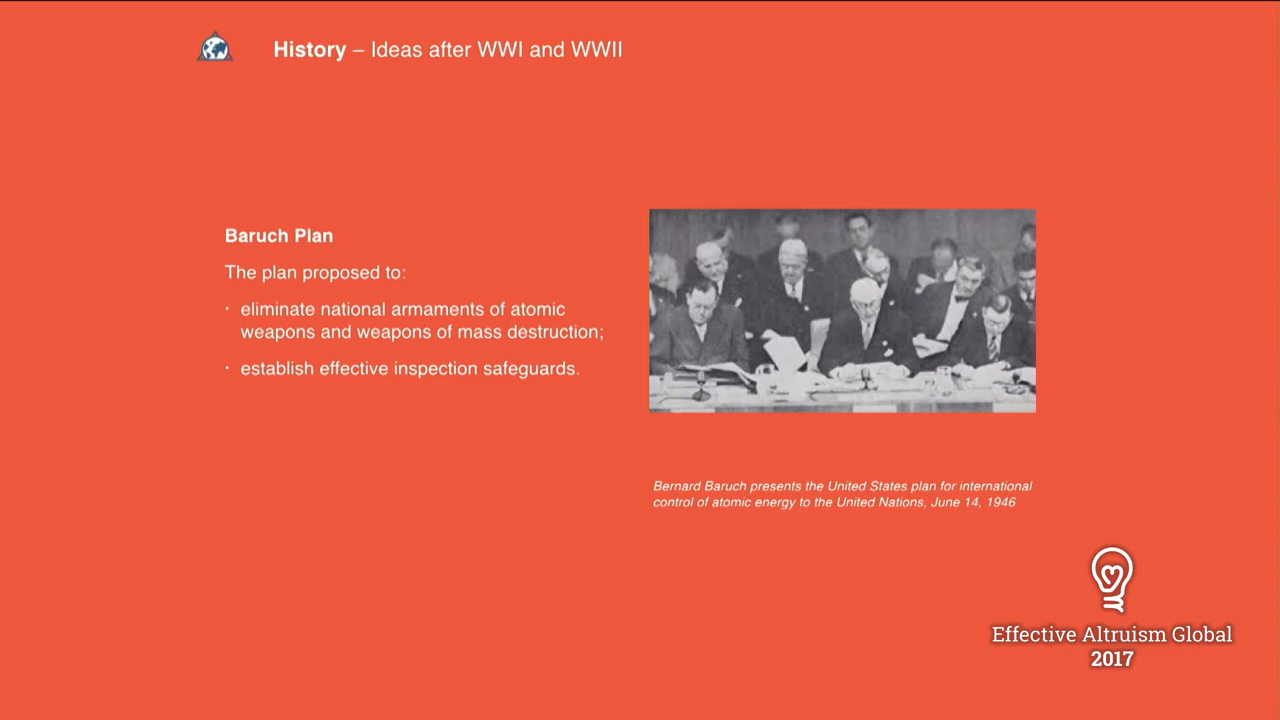 History – Ideas after WWI and WWII
Baruch Plan
The plan proposed to:
· eliminate national armaments of atomic
weapons and weapons of mass destruction;
· establish effective inspection safeguards.
Bernard Baruch presents the United States plan for international
control of atomic energy to the United Nations, June 14, 1946
Effective Altruism Global
2017